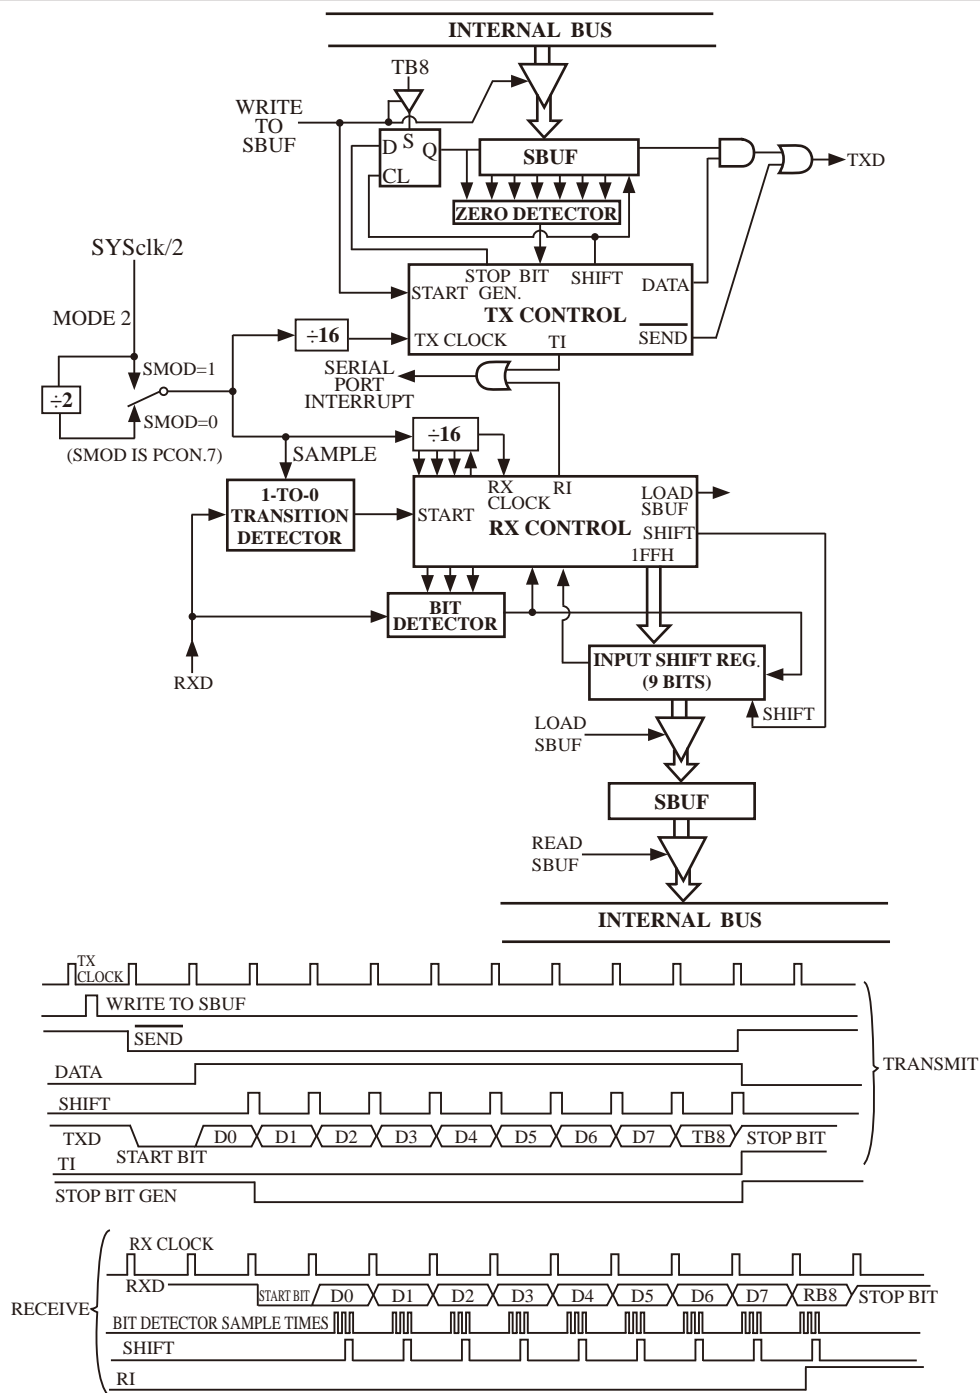 INTERNAL BUS
TB8
WRITE
TO
SBUF
D S Q
CL
SBUF
TXD
ZERO DETECTOR
SYSclk/2
STOP BIT
GEN.
SHIFT
DATA
START
TX CONTROL
MODE 2
÷16
TX CLOCK
TI
SEND
SERIAL
PORT
INTERRUPT
SMOD=1
÷2
SMOD=0
(SMOD IS PCON.7)
÷16
SAMPLE
1-TO-0
TRANSITION
DETECTOR
RX
CLOCK
RI
LOAD
SBUF
START
RX CONTROL
SHIFT
1FFH
BIT
DETECTOR
RXD
INPUT SHIFT REG.
(9 BITS)
SHIFT
LOAD
SBUF
SBUF
READ
SBUF
INTERNAL BUS
TX
CLOCK
WRITE TO SBUF
SEND
DATA
TRANSMIT
SHIFT
TXD
START BIT
D0 D1 D2 D3 D4 D5 D6 D7 TB8 STOP BIT
TI
STOP BIT GEN
RX CLOCK
RXD
START BIT D0 D1 D2 D3 D4 D5 D6 D7 RB8 STOP BIT
RECEIVE
BIT DETECTOR SAMPLE TIMES
SHIFT
RI